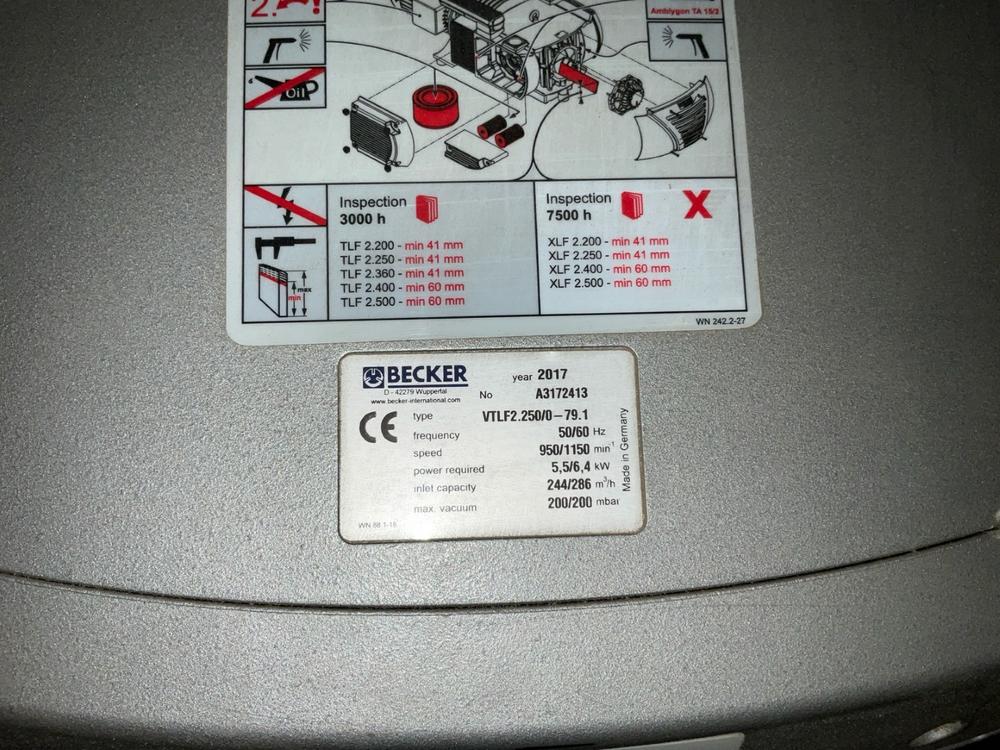 2. !
Amblygon TA 15/2
Oil
Inspection
3000 h
TLF 2.200 - min 41 mm
TLF 2.250 - min 41 mm
TLF 2.360 - min 41 mm
TLF 2.400 - min 60 mm
TLF 2.500 - min 60 mm
Inspection
7500 h
X
XLF 2.200 - min 41 mm
XLF 2.250 - min 41 mm
XLF 2.400 - min 60 mm
XLF 2.500 - min 60 mm
max
min
WN 242.2-27
BECKER
D - 42279 Wuppertal
www.becker-international.com
year 2017
No A3172413
CE
type VTLF2.250/0-79.1
frequency 50/60 Hz
speed 950/1150 min⁻¹
power required 5,5/6,4 kW
inlet capacity 244/286 m³/h
max. vacuum 200/200 mbar
Made in Germany
WN 88 1-18